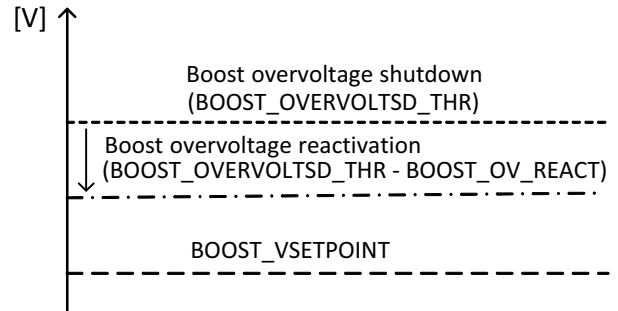 [V]
Boost overvoltage shutdown
(BOOST_OVERVOLTSD_THR)
Boost overvoltage reactivation
(BOOST_OVERVOLTSD_THR - BOOST_OV_REACT)
BOOST_VSETPOINT